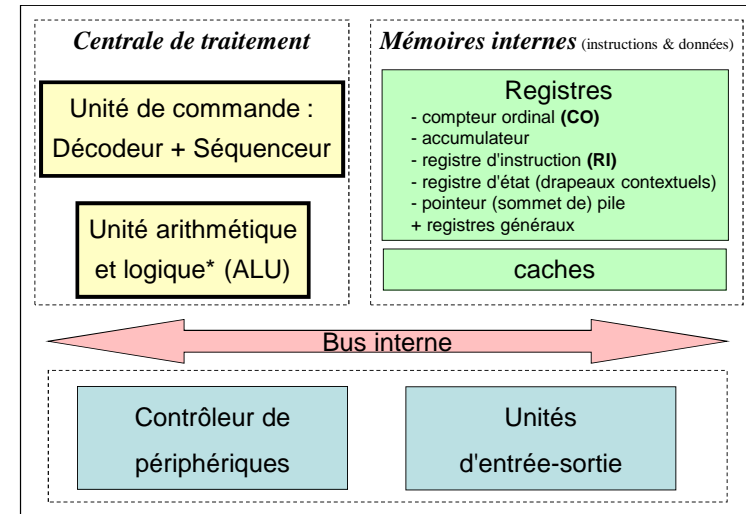 Centrale de traitement
Unité de commande :
Décodeur + Séquenceur
Unité arithmétique
et logique* (ALU)
Mémoires internes (instructions & données)
Registres
- compteur ordinal (CO)
- accumulateur
- registre d'instruction (RI)
- registre d'état (drapeaux contextuels)
- pointeur (sommet de) pile
+ registres généraux
caches
Bus interne
Contrôleur de
périphériques
Unités
d'entrée-sortie